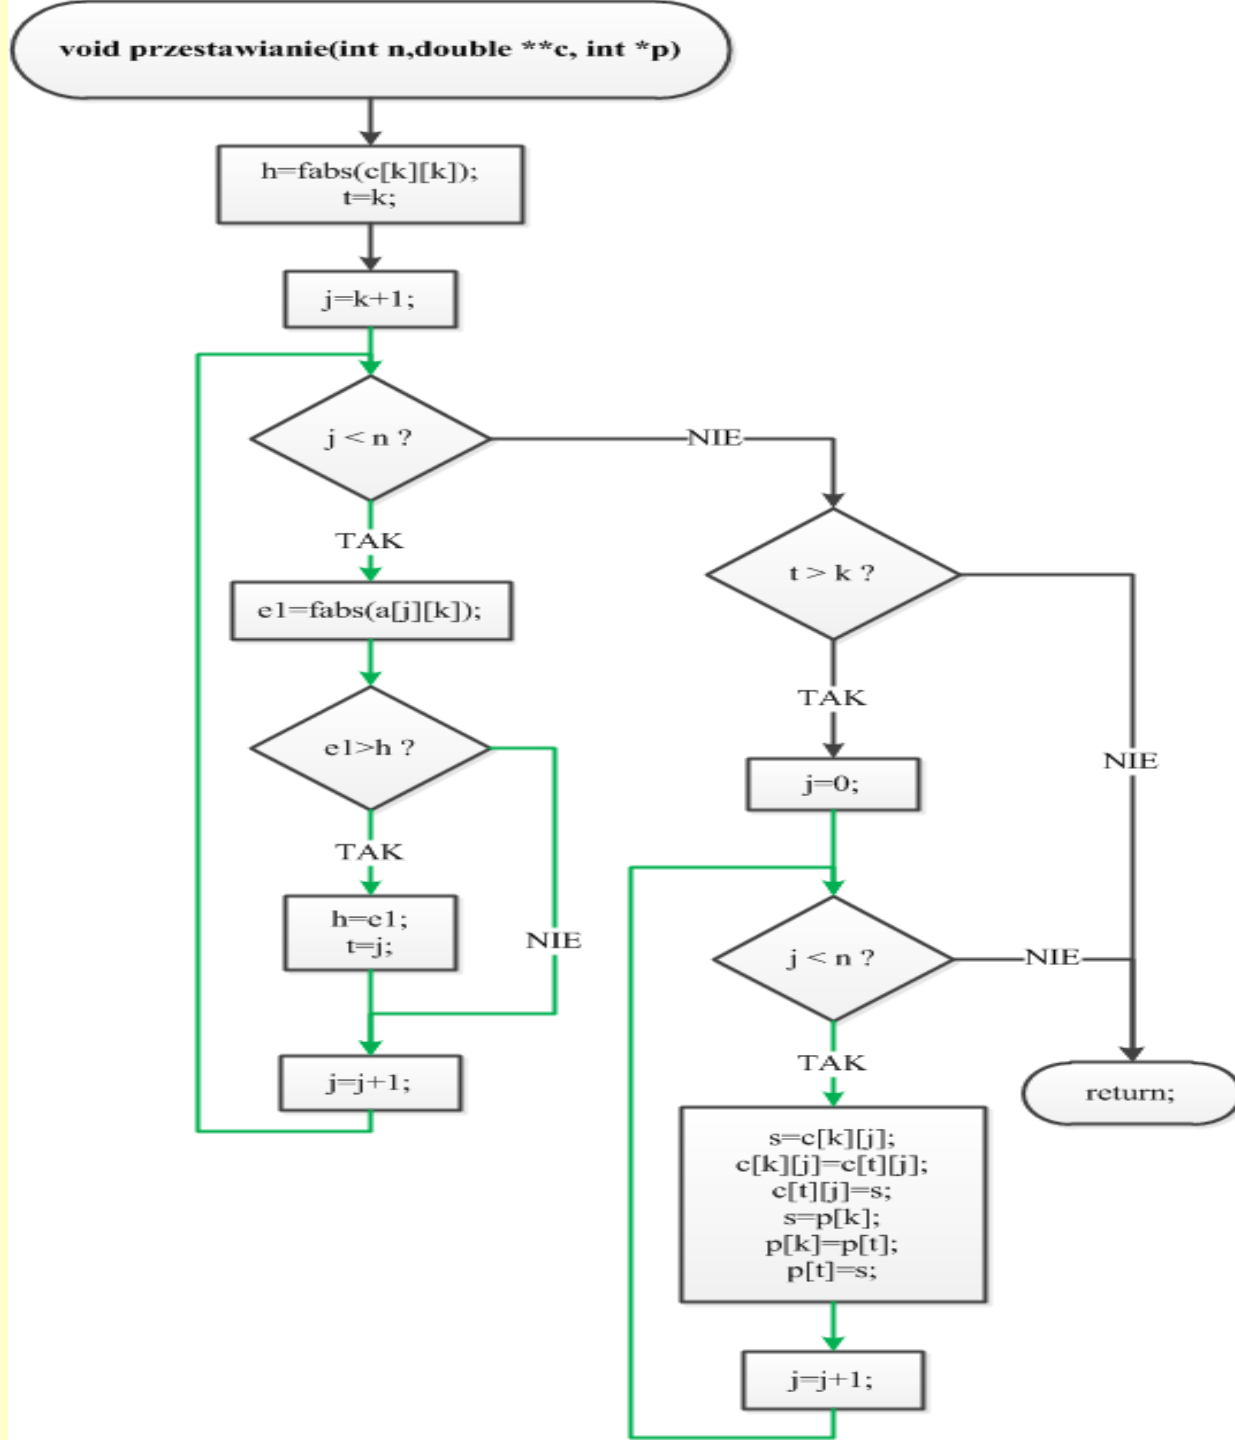 void przestawianie(int n,double **c, int *p)
h=fabs(c[k][k]);
t=k;
j=k+1;
j < n ?
TAK
e1=fabs(a[j][k]);
e1>h ?
TAK
h=e1;
t=j;
NIE
j=j+1;
NIE
t > k ?
TAK
NIE
j=0;
j < n ?
NIE
TAK
s=c[k][j];
c[k][j]=c[t][j];
c[t][j]=s;
s=p[k];
p[k]=p[t];
p[t]=s;
j=j+1;
return;